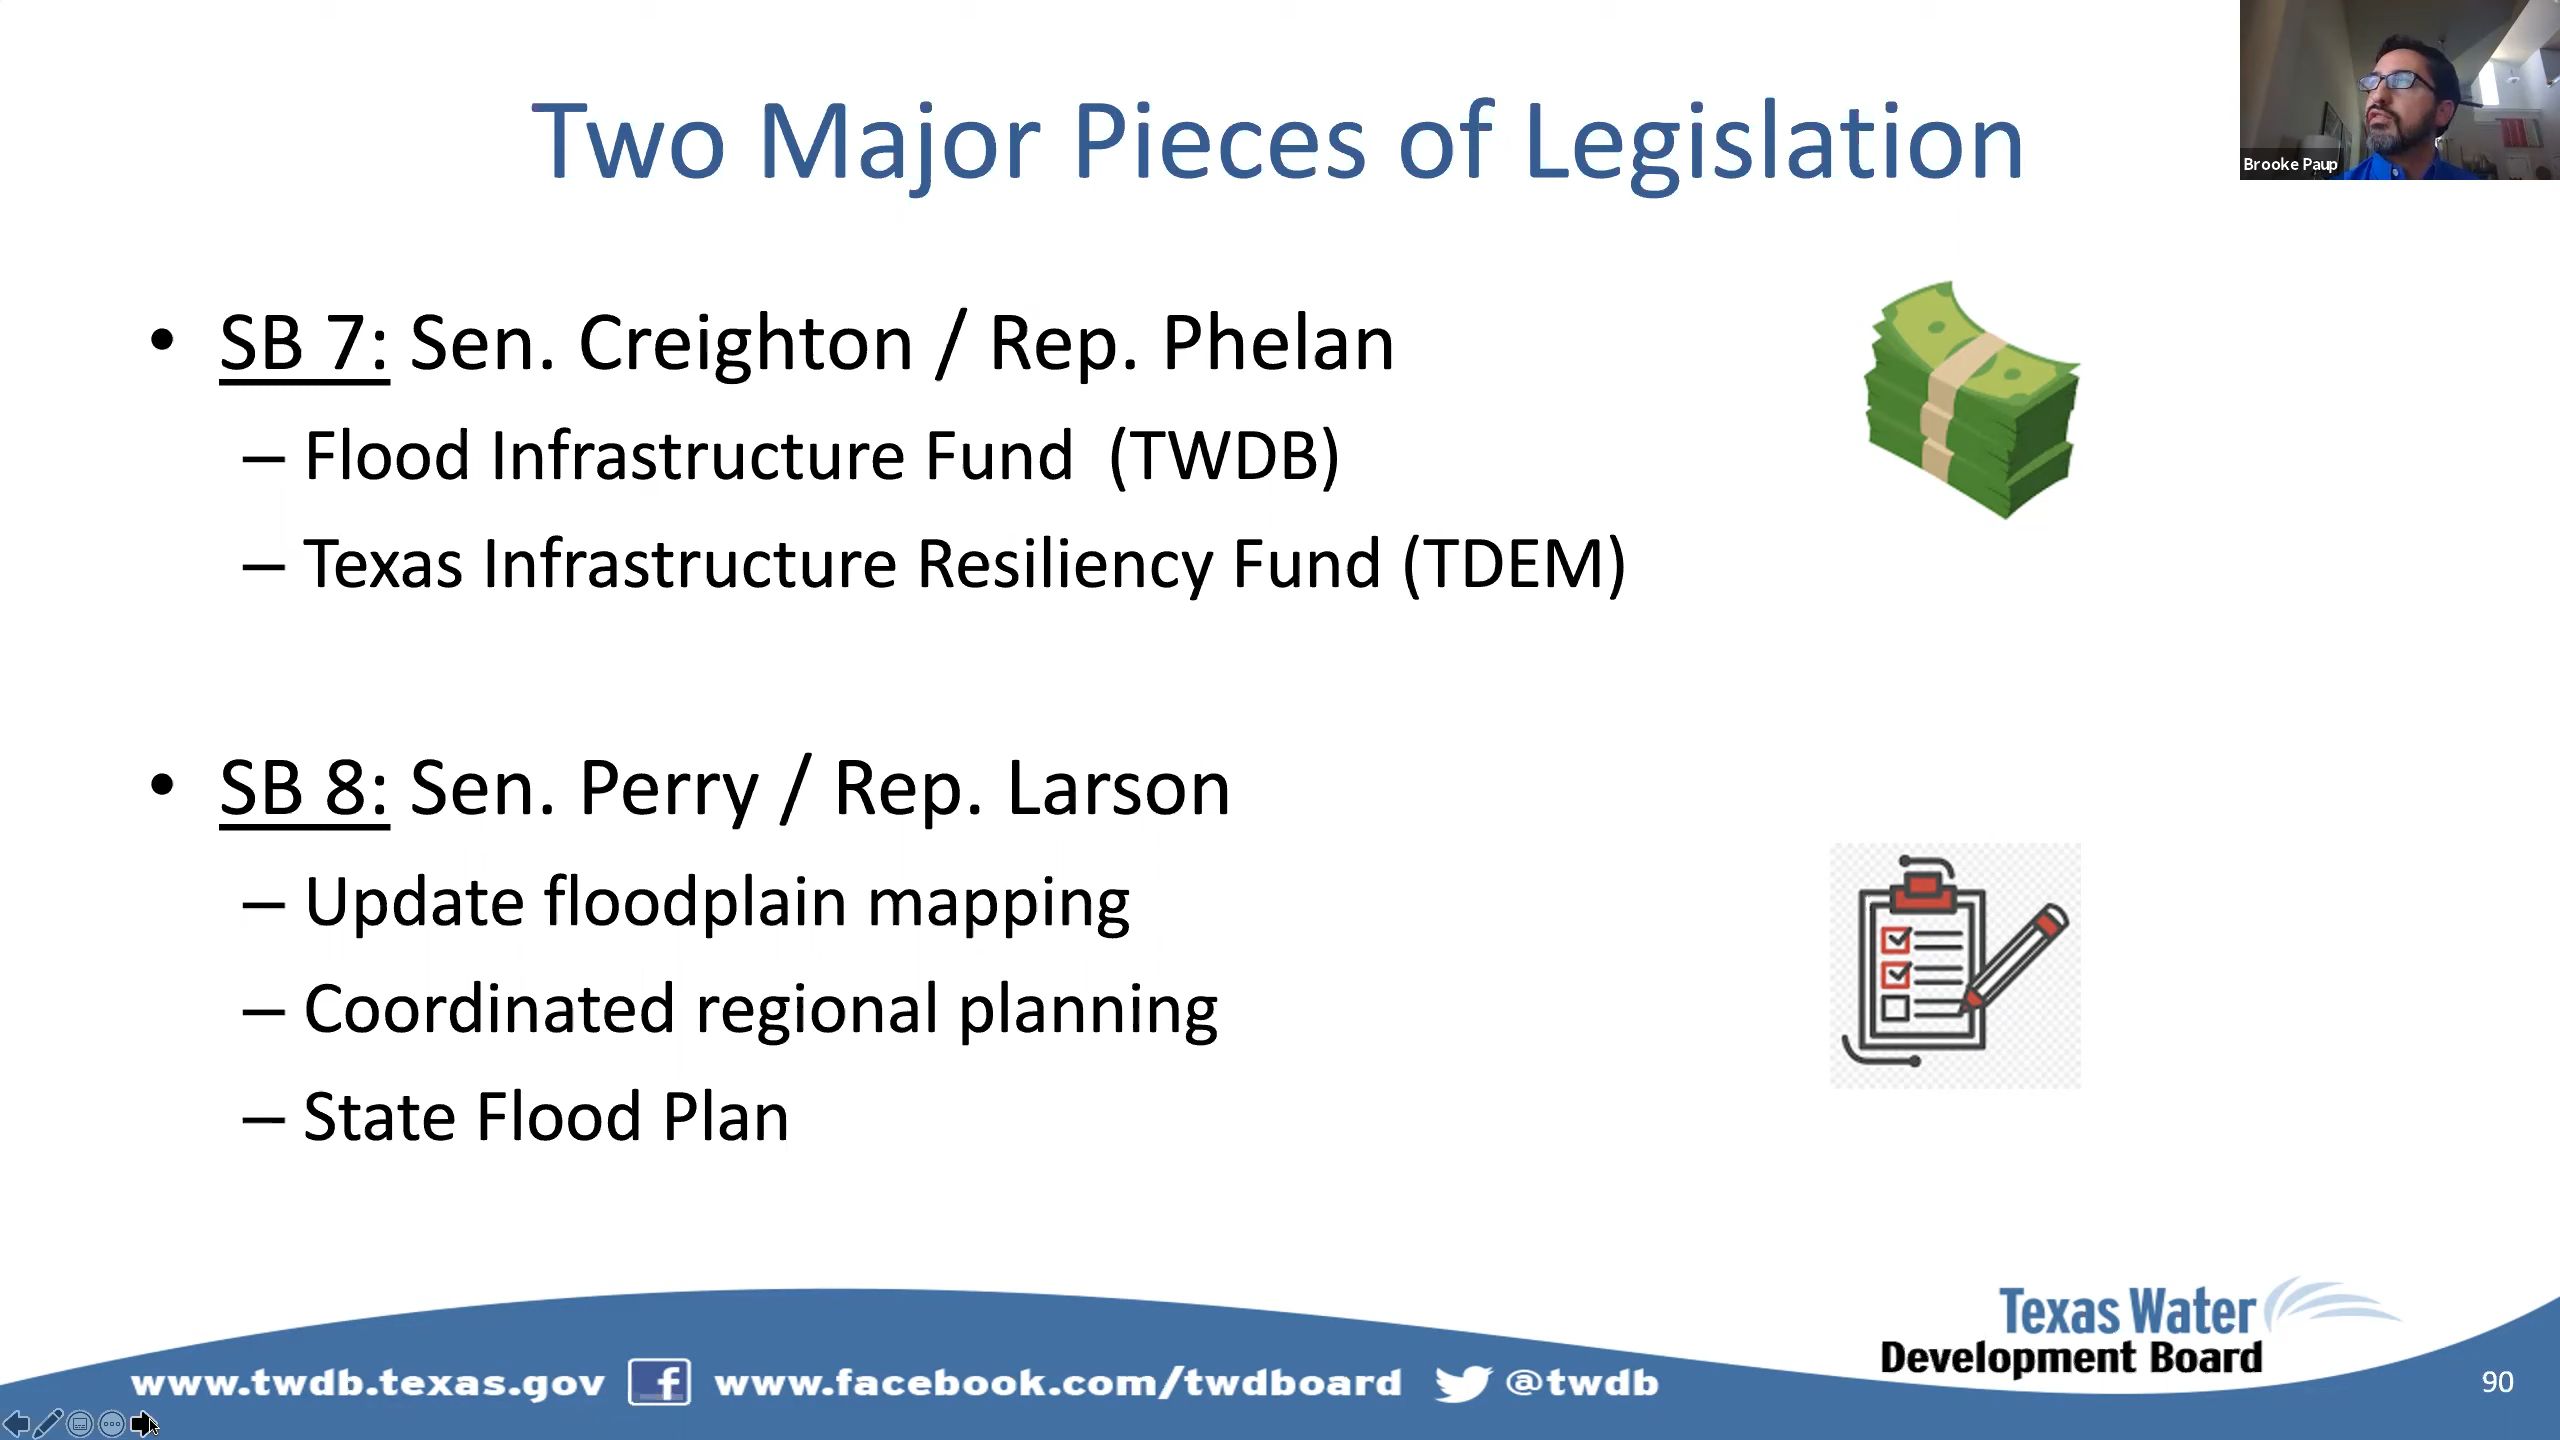 Two Major Pieces of Legislation
Brooke Paup
• SB 7: Sen. Creighton / Rep. Phelan
– Flood Infrastructure Fund (TWDB)
– Texas Infrastructure Resiliency Fund (TDEM)
• SB 8: Sen. Perry / Rep. Larson
– Update floodplain mapping
– Coordinated regional planning
– State Flood Plan
Texas Water
Development Board
www.twdb.texas.gov f www.facebook.com/twdboard @twdb
90